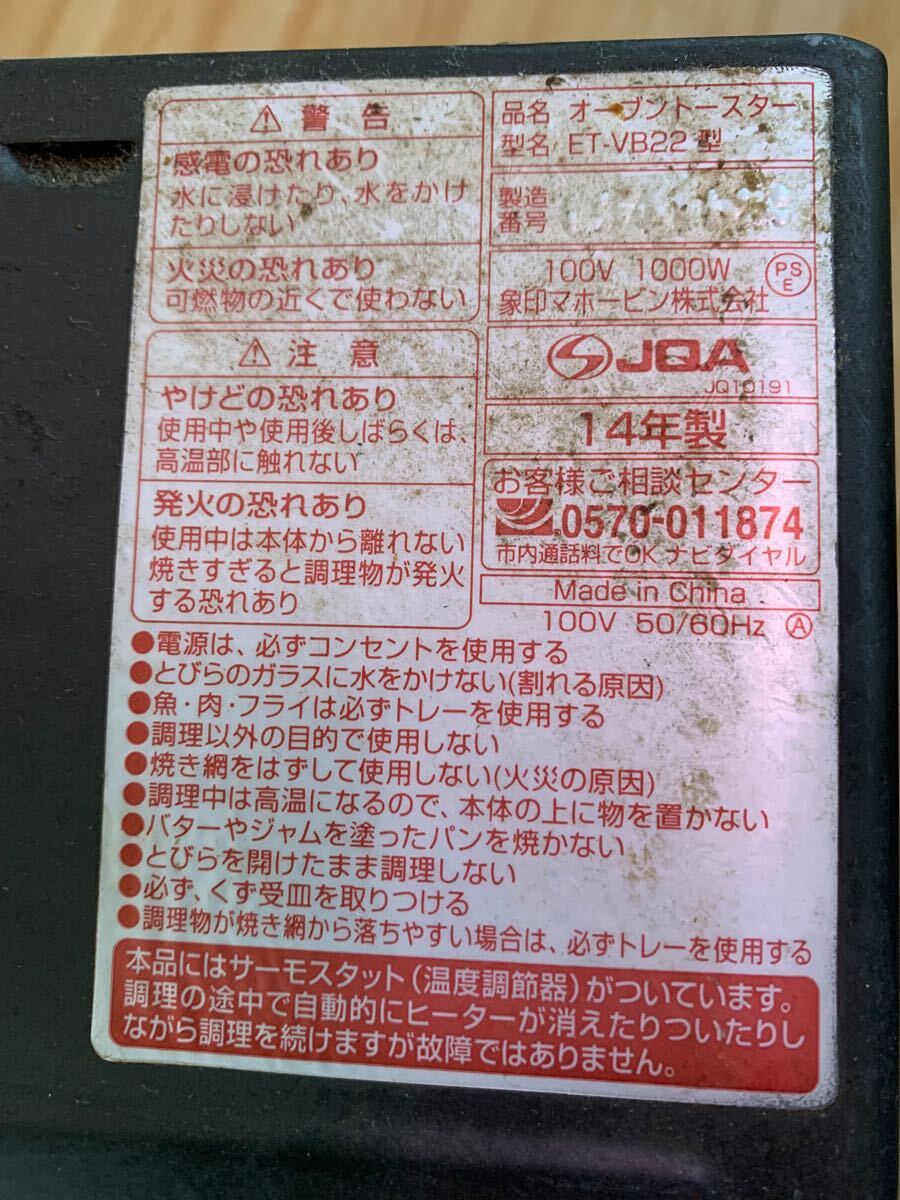 ⚠ 警告
感電の恐れあり
水に浸けたり、水をかけ
たりしない
火災の恐れあり
可燃物の近くで使わない
⚠ 注意
やけどの恐れあり
使用中や使用後しばらくは、
高温部に触れない
発火の恐れあり
使用中は本体から離れない
焼きすぎると調理物が発火
する恐れあり
品名 オーブントースター
型名 ET-VB22 型
製造
番号
100V 1000W
PS
E
象印マホービン株式会社
JQA
JQ10191
14年製
お客様ご相談センター
0570-011874
市内通話料でOK ナビダイヤル
Made in China
100V 50/60Hz Ⓐ
●電源は、必ずコンセントを使用する
●とびらのガラスに水をかけない(割れる原因)
●魚・肉・フライは必ずトレーを使用する
●調理以外の目的で使用しない
●焼き網をはずして使用しない(火災の原因)
●調理中は高温になるので、本体の上に物を置かない
●バターやジャムを塗ったパンを焼かない
●とびらを開けたまま調理しない
●必ず、くず受皿を取りつける
●調理物が焼き網から落ちやすい場合は、必ずトレーを使用する
本品にはサーモスタット(温度調節器)がついています。
調理の途中で自動的にヒーターが消えたりついたりし
ながら調理を続けますが故障ではありません。